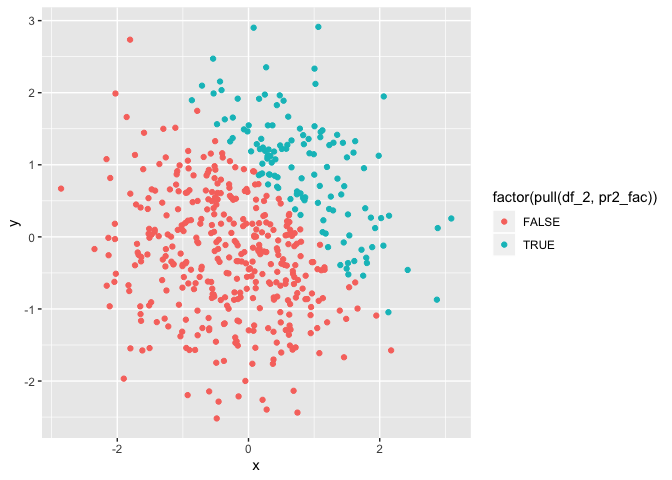 3
2
1
0
-1
-2
y
-2
0
2
x
factor(pull(df_2, pr2_fac))
FALSE
TRUE